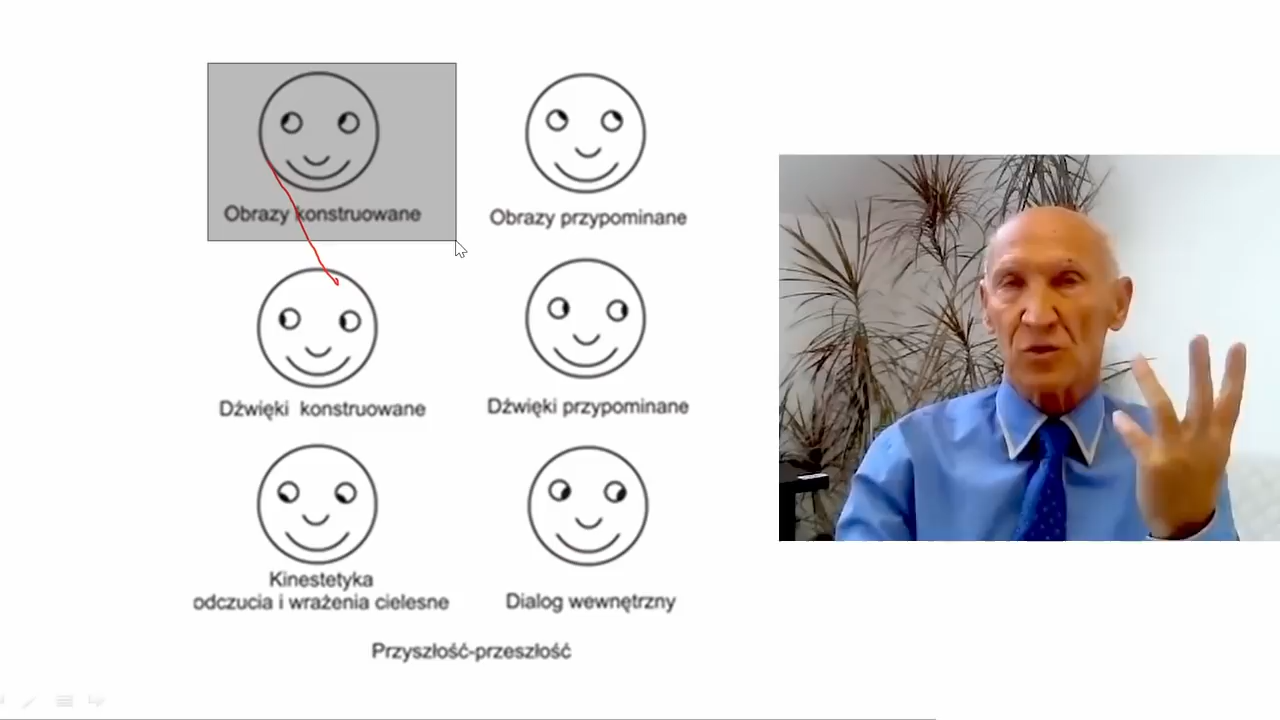 Obrazy konstruowane
Obrazy przypominane
Dźwięki konstruowane
Dźwięki przypominane
Kinestetyka
odczucia i wrażenia cielesne
Dialog wewnętrzny
Przyszłość-przeszłość